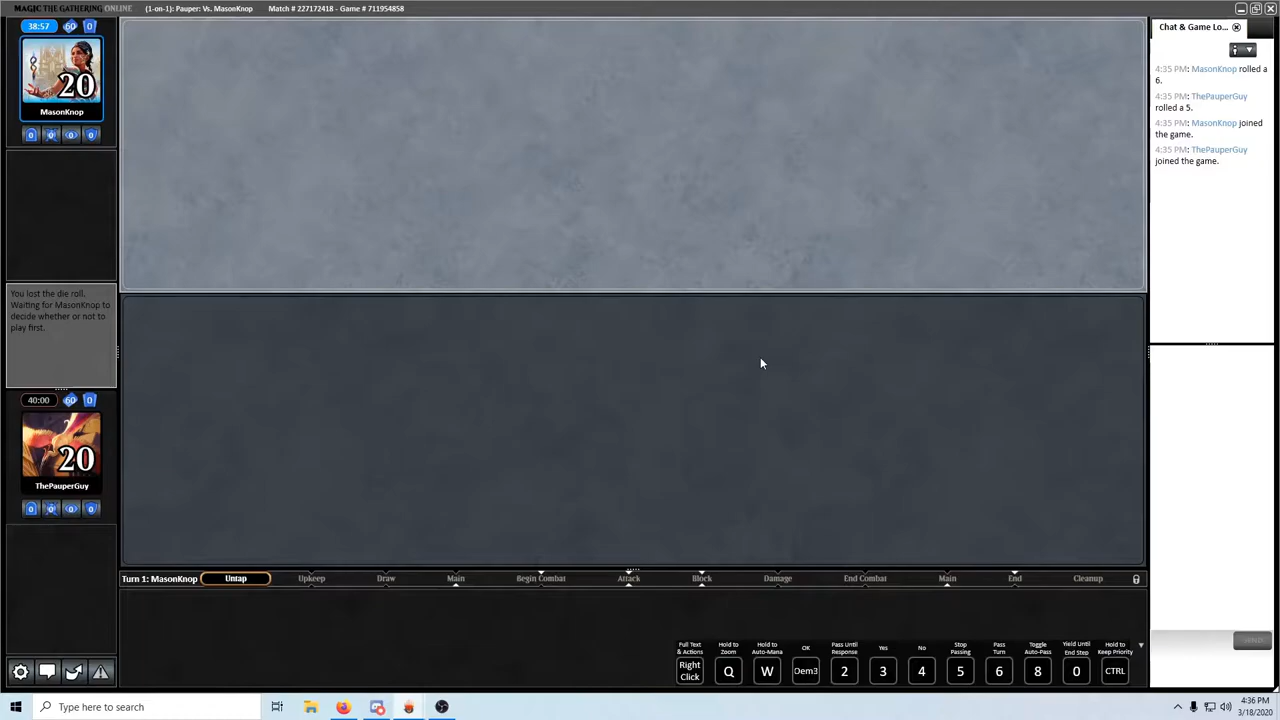 MAGIC THE GATHERING ONLINE (1-on-1): Pauper: Vs. MasonKnop Match # 227172418 - Game # 711954858
38:57 60 0
20
MasonKnop
0 0 0 0
You lost the die roll.
Waiting for MasonKnop to
decide whether or not to
play first.
40:00 60 0
20
ThePauperGuy
0 0 0 0
Chat & Game Lo...
4:35 PM: MasonKnop rolled a
6.
4:35 PM: ThePauperGuy
rolled a 5.
4:35 PM: MasonKnop joined
the game.
4:35 PM: ThePauperGuy
joined the game.
Turn 1: MasonKnop Untap Upkeep Draw Main Begin Combat Attack Block Damage End Combat Main End Cleanup
Full Text & Actions Hold to Zoom Hold to Auto-Mana OK Pass Until Response Yes No Stop Passing Pass Turn Toggle Auto-Pass Yield Until End Step Hold to Keep Priority
Right Click Q W Oem3 2 3 4 5 6 8 0 CTRL
Type here to search
4:36 PM
3/18/2020